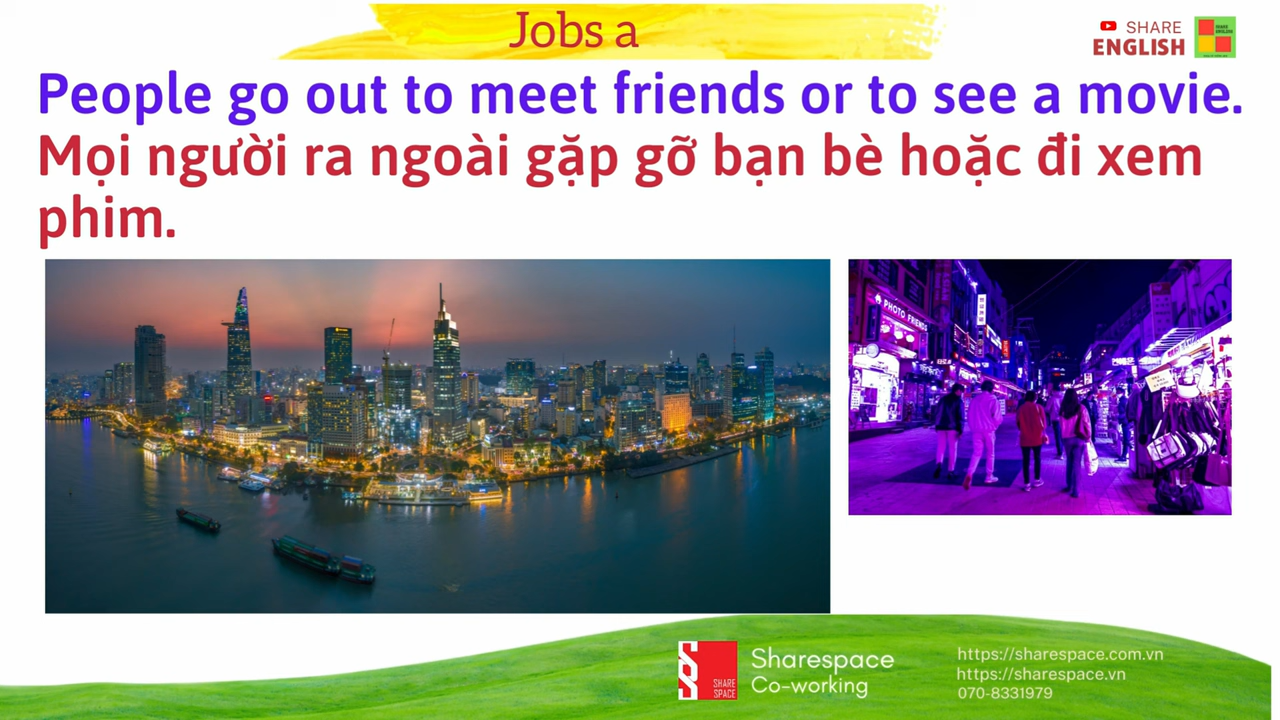 Jobs a
SHARE
ENGLISH
People go out to meet friends or to see a movie.
Mọi người ra ngoài gặp gỡ bạn bè hoặc đi xem
phim.
PHOTO FRIENDS
Sharespace
Co-working
SHARE
SPACE
https://sharespace.com.vn
https://sharespace.vn
070-8331979